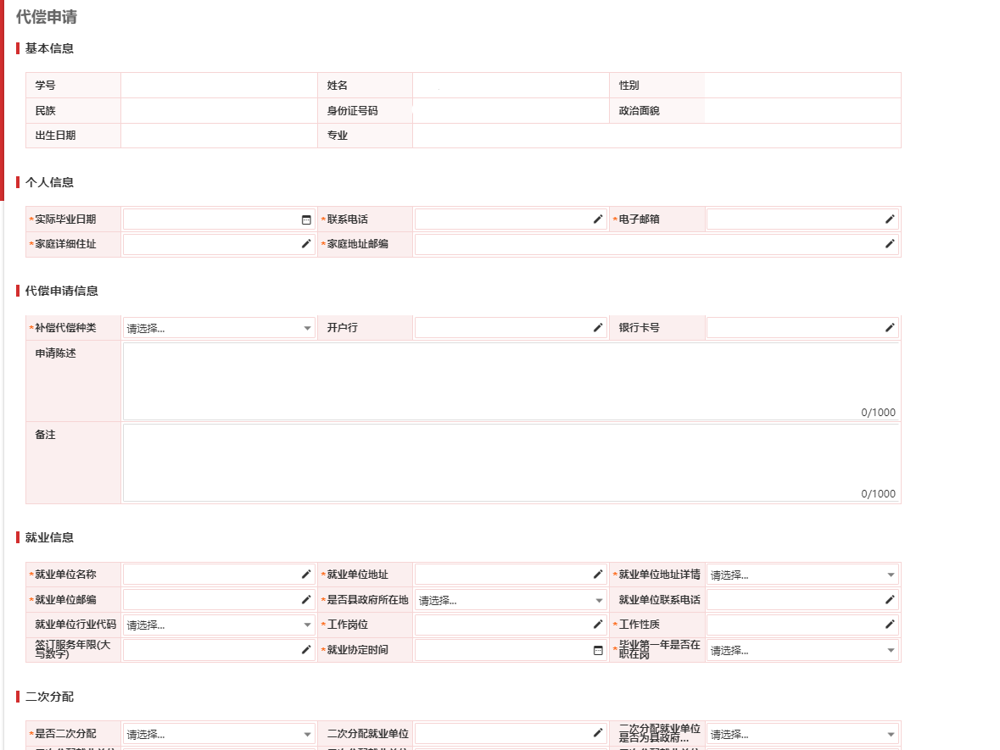 代偿申请
基本信息
学号 姓名 性别
民族 身份证号码 政治面貌
出生日期 专业
个人信息
*实际毕业日期 *联系电话 *电子邮箱
*家庭详细住址 *家庭地址邮编
代偿申请信息
*补偿代偿种类 请选择... 开户行 银行卡号
申请陈述
0/1000
备注
0/1000
就业信息
*就业单位名称 *就业单位地址 *就业单位地址详情 请选择...
*就业单位邮编 *是否县政府所在地 请选择... 就业单位联系电话
就业单位行业代码 请选择... *工作岗位 *工作性质
签订服务年限(大
写数字) *就业协定时间 *毕业第一年是否在
职在岗 请选择...
二次分配
*是否二次分配 请选择... 二次分配就业单位 二次分配就业单位
是否为县政府... 请选择...